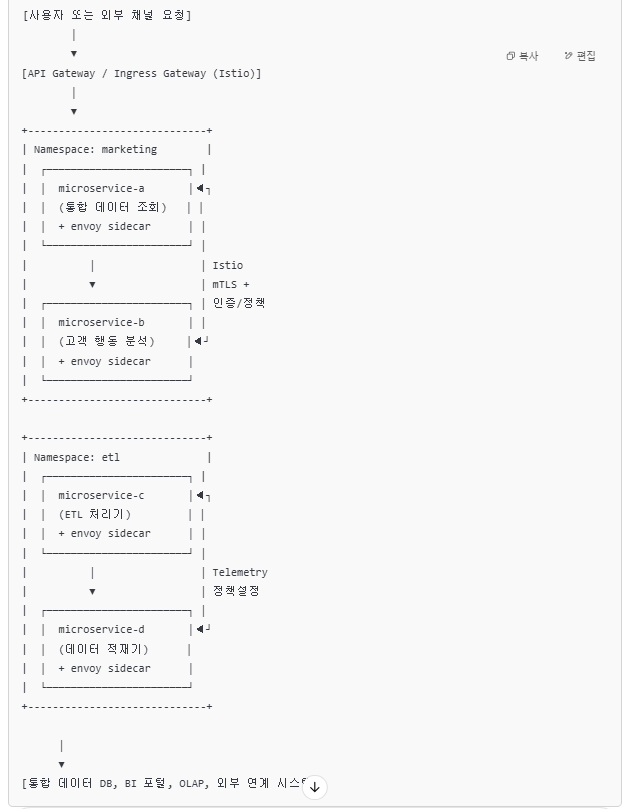 [사용자 또는 외부 채널 요청]
복사 편집
[API Gateway / Ingress Gateway (Istio)]
Namespace: marketing
microservice-a
(통합 데이터 조회)
+ envoy sidecar
Istio
mTLS +
인증/정책
microservice-b
(고객 행동 분석)
+ envoy sidecar
Namespace: etl
microservice-c
(ETL 처리기)
+ envoy sidecar
Telemetry
정책설정
microservice-d
(데이터 적재기)
+ envoy sidecar
[통합 데이터 DB, BI 포털, OLAP, 외부 연계